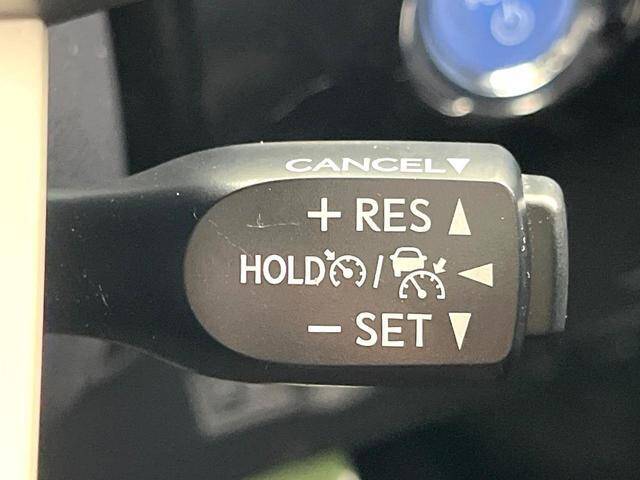 CANCEL▼
+ RES ▲
HOLD / ◀
− SET ▼